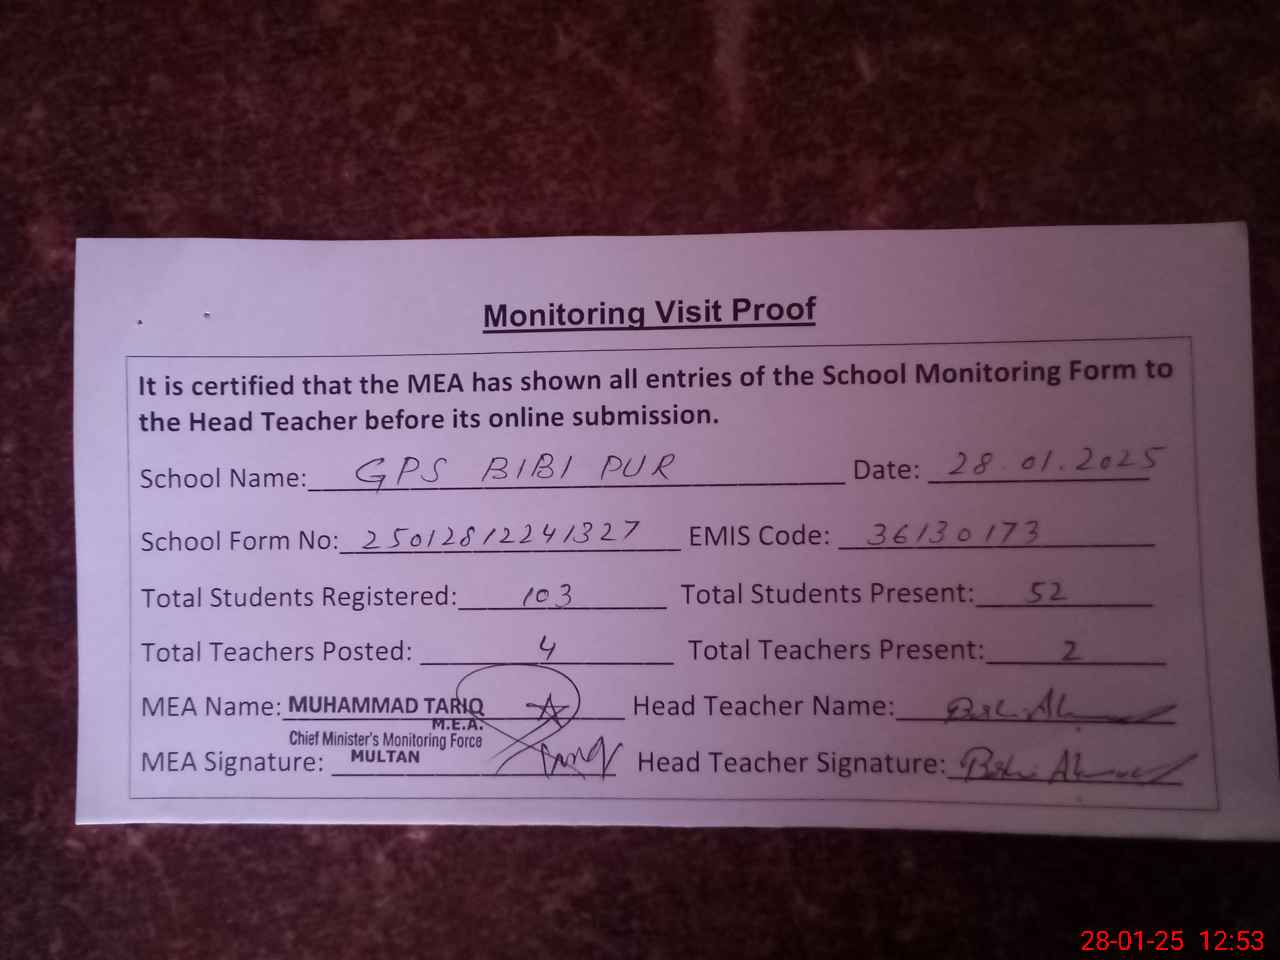 Monitoring Visit Proof
It is certified that the MEA has shown all entries of the School Monitoring Form to
the Head Teacher before its online submission.
School Name: GPS BIBI PUR Date: 28.01.2025
School Form No: 25012812241327 EMIS Code: 36130173
Total Students Registered: 103 Total Students Present: 52
Total Teachers Posted: 4 Total Teachers Present: 2
MEA Name: MUHAMMAD TARIQ Head Teacher Name:
M.E.A.
Chief Minister's Monitoring Force
MULTAN
MEA Signature: Head Teacher Signature:
28-01-25 12:53